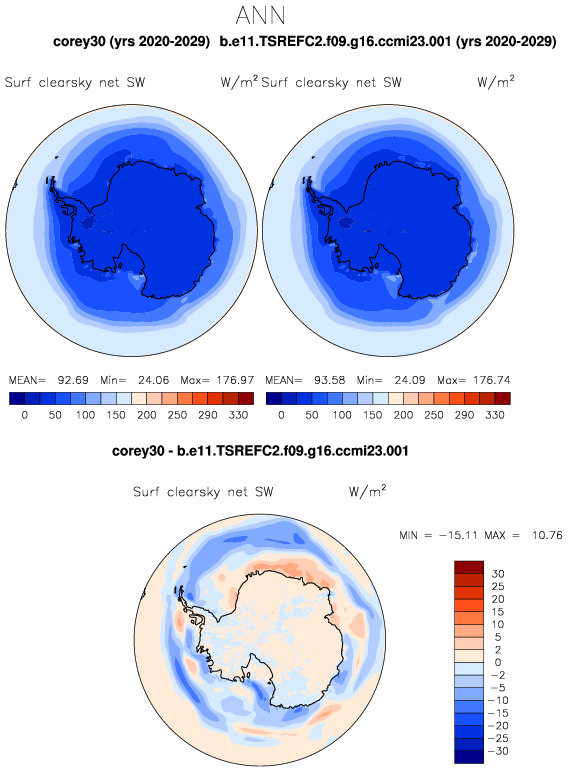 ANN
corey30 (yrs 2020-2029) b.e11.TSREFC2.f09.g16.ccmi23.001 (yrs 2020-2029)
Surf clearsky net SW W/m² Surf clearsky net SW W/m²
MEAN= 92.69 Min= 24.06 Max= 176.97 MEAN= 93.58 Min= 24.09 Max= 176.74
0 50 100 150 200 250 290 330 0 50 100 150 200 250 290 330
corey30 - b.e11.TSREFC2.f09.g16.ccmi23.001
Surf clearsky net SW W/m²
MIN = -15.11 MAX = 10.76
30
25
20
15
10
5
2
0
-2
-5
-10
-15
-20
-25
-30